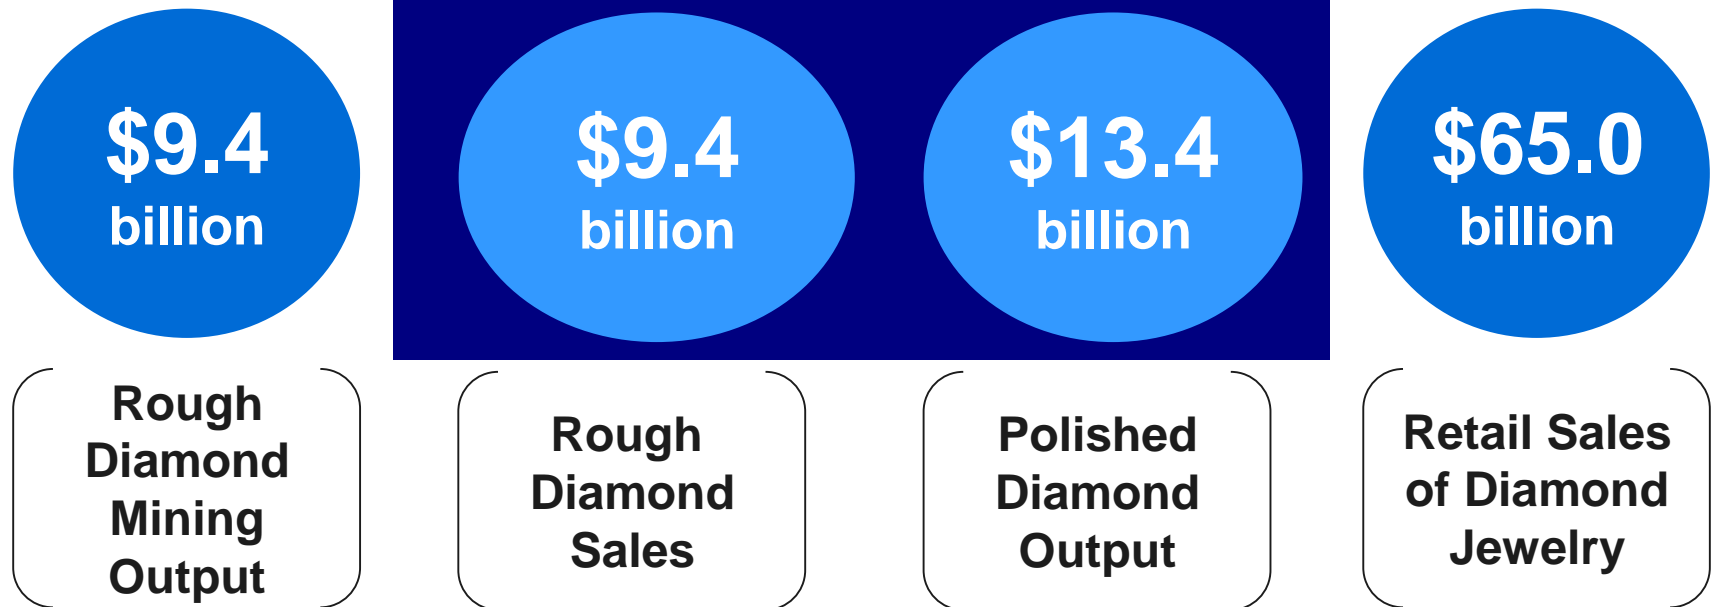 $9.4
billion
$9.4
billion
$13.4
billion
$65.0
billion
Rough
Diamond
Mining
Output
Rough
Diamond
Sales
Polished
Diamond
Output
Retail Sales
of Diamond
Jewelry